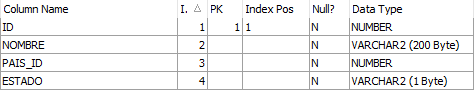 Column Name I. △ PK Index Pos Null? Data Type
ID 1 1 1 N NUMBER
NOMBRE 2 N VARCHAR2 (200 Byte)
PAIS_ID 3 N NUMBER
ESTADO 4 N VARCHAR2 (1 Byte)